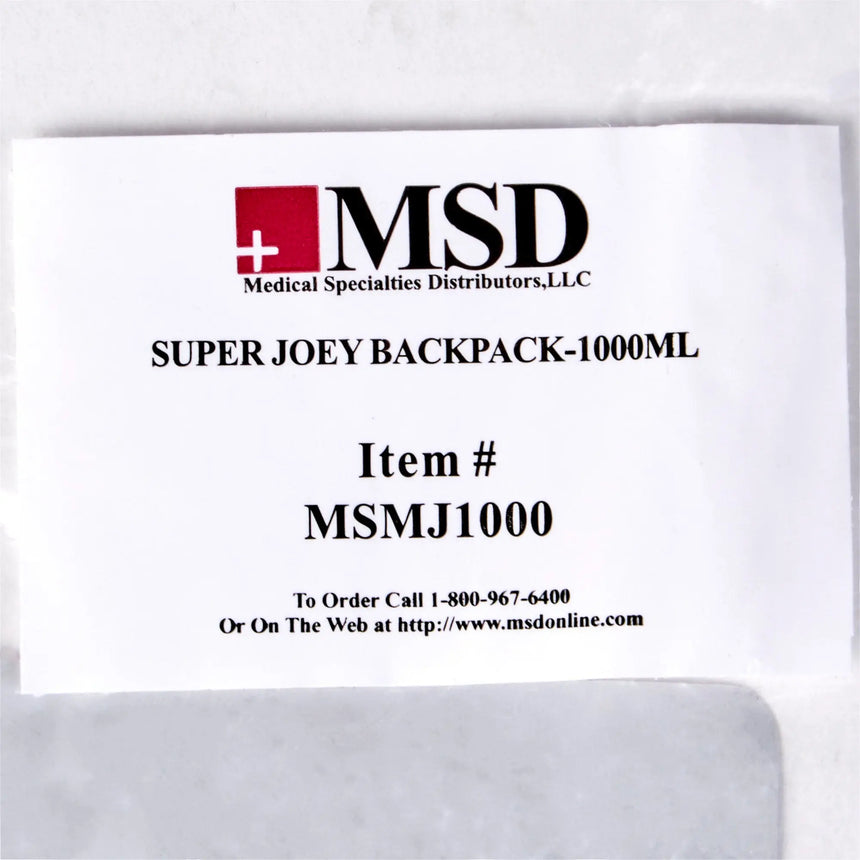 MSD
Medical Specialties Distributors,LLC
SUPER JOEY BACKPACK-1000ML
Item #
MSMJ1000
To Order Call 1-800-967-6400
Or On The Web at http://www.msdonline.com